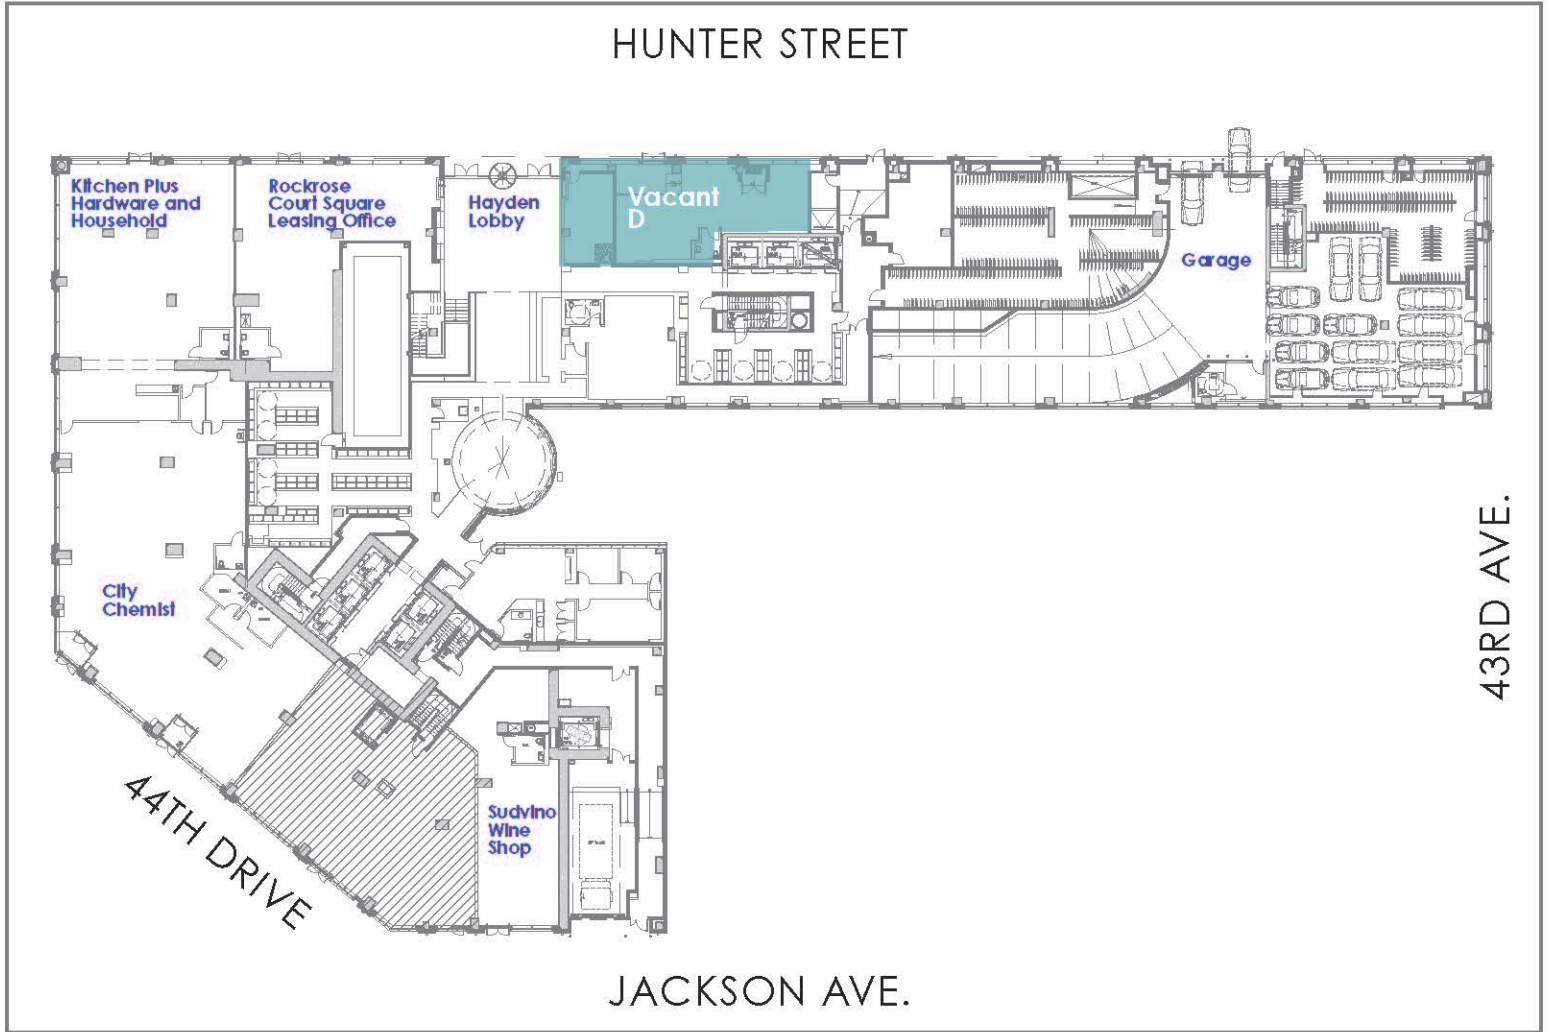 HUNTER STREET
Kitchen Plus
Hardware and
Household
Rockrose
Court Square
Leasing Office
Hayden
Lobby
Vacant
D
Garage
City
Chemist
Sudvino
Wine
Shop
44TH DRIVE
43RD AVE.
JACKSON AVE.